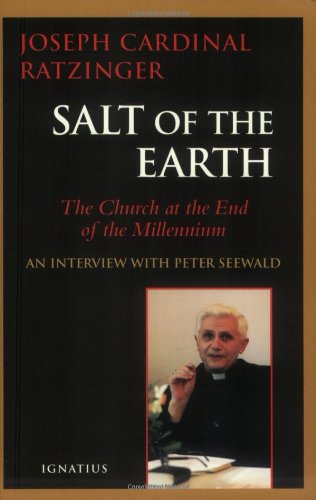 JOSEPH CARDINAL
RATZINGER
SALT OF THE
EARTH
The Church at the End
of the Millennium
AN INTERVIEW WITH PETER SEEWALD
IGNATIUS